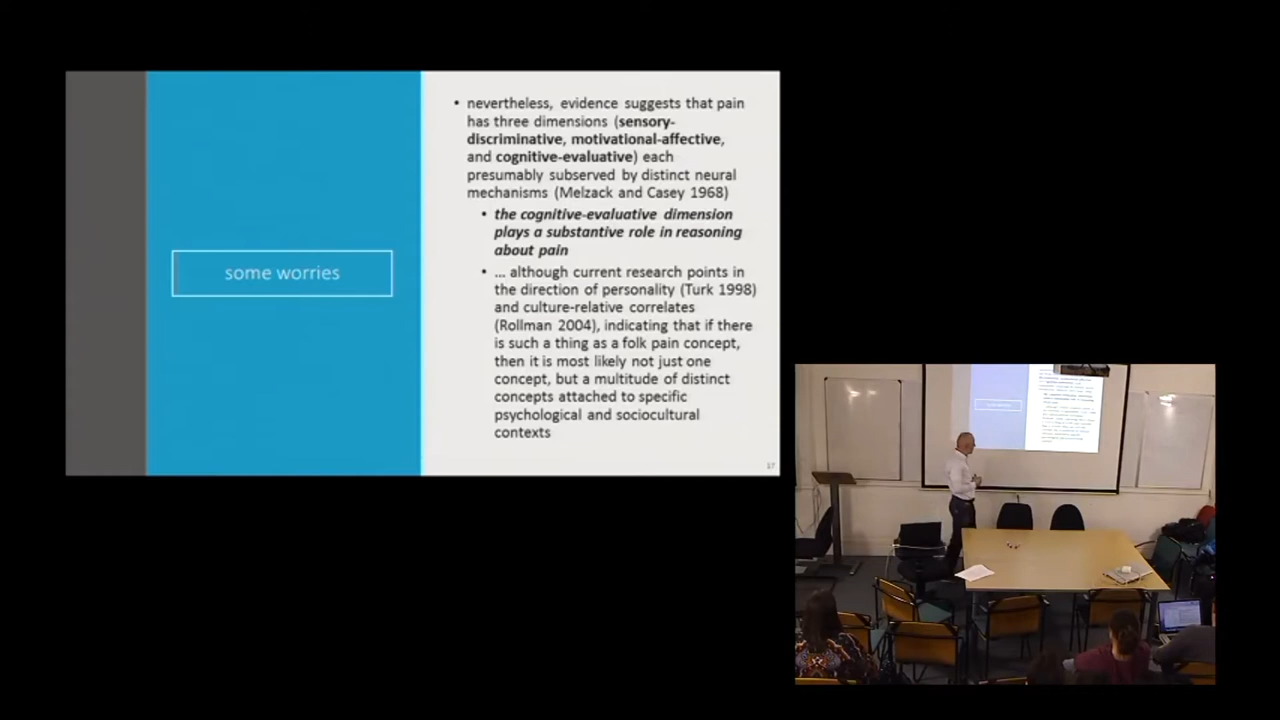 some worries
• nevertheless, evidence suggests that pain
has three dimensions (sensory-
discriminative, motivational-affective,
and cognitive-evaluative) each
presumably subserved by distinct neural
mechanisms (Melzack and Casey 1968)
• the cognitive-evaluative dimension
plays a substantive role in reasoning
about pain
• ... although current research points in
the direction of personality (Turk 1998)
and culture-relative correlates
(Rollman 2004), indicating that if there
is such a thing as a folk pain concept,
then it is most likely not just one
concept, but a multitude of distinct
concepts attached to specific
psychological and sociocultural
contexts
17